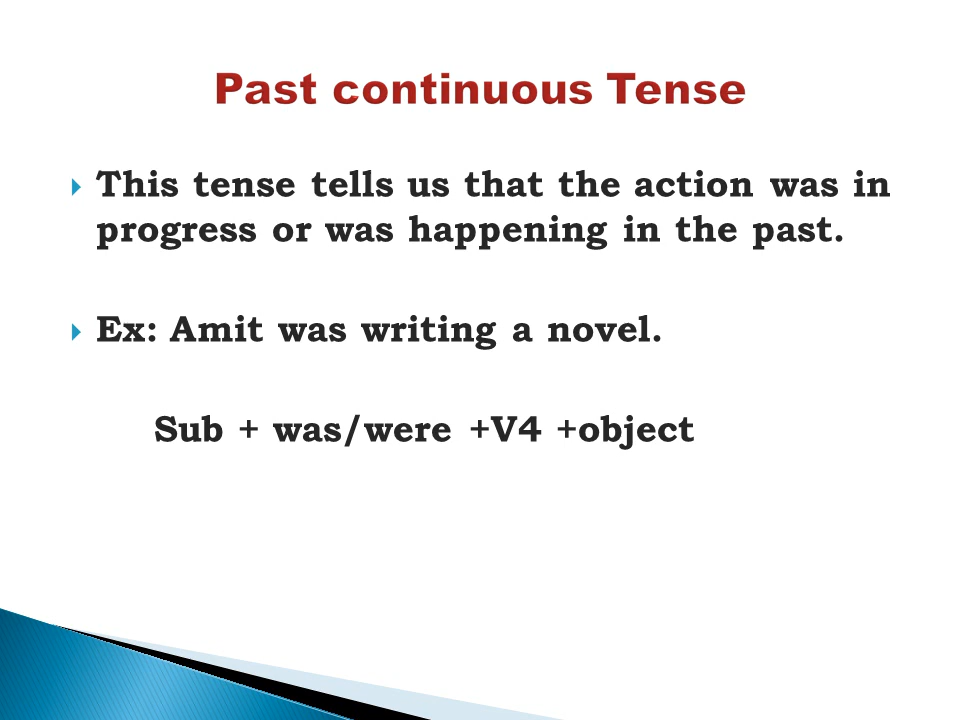 Past continuous Tense
This tense tells us that the action was in
progress or was happening in the past.
Ex: Amit was writing a novel.
Sub + was/were +V4 +object